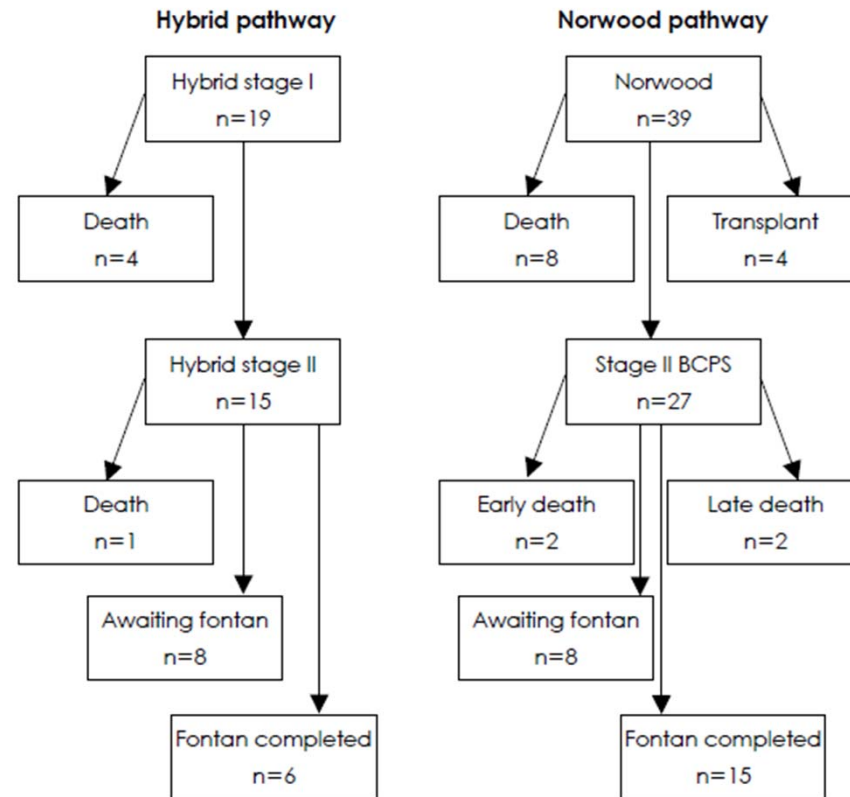 Hybrid pathway
Norwood pathway
Hybrid stage I
n=19
Norwood
n=39
Death
n=4
Death
n=8
Transplant
n=4
Hybrid stage II
n=15
Stage II BCPS
n=27
Death
n=1
Early death
n=2
Late death
n=2
Awaiting fontan
n=8
Awaiting fontan
n=8
Fontan completed
n=6
Fontan completed
n=15